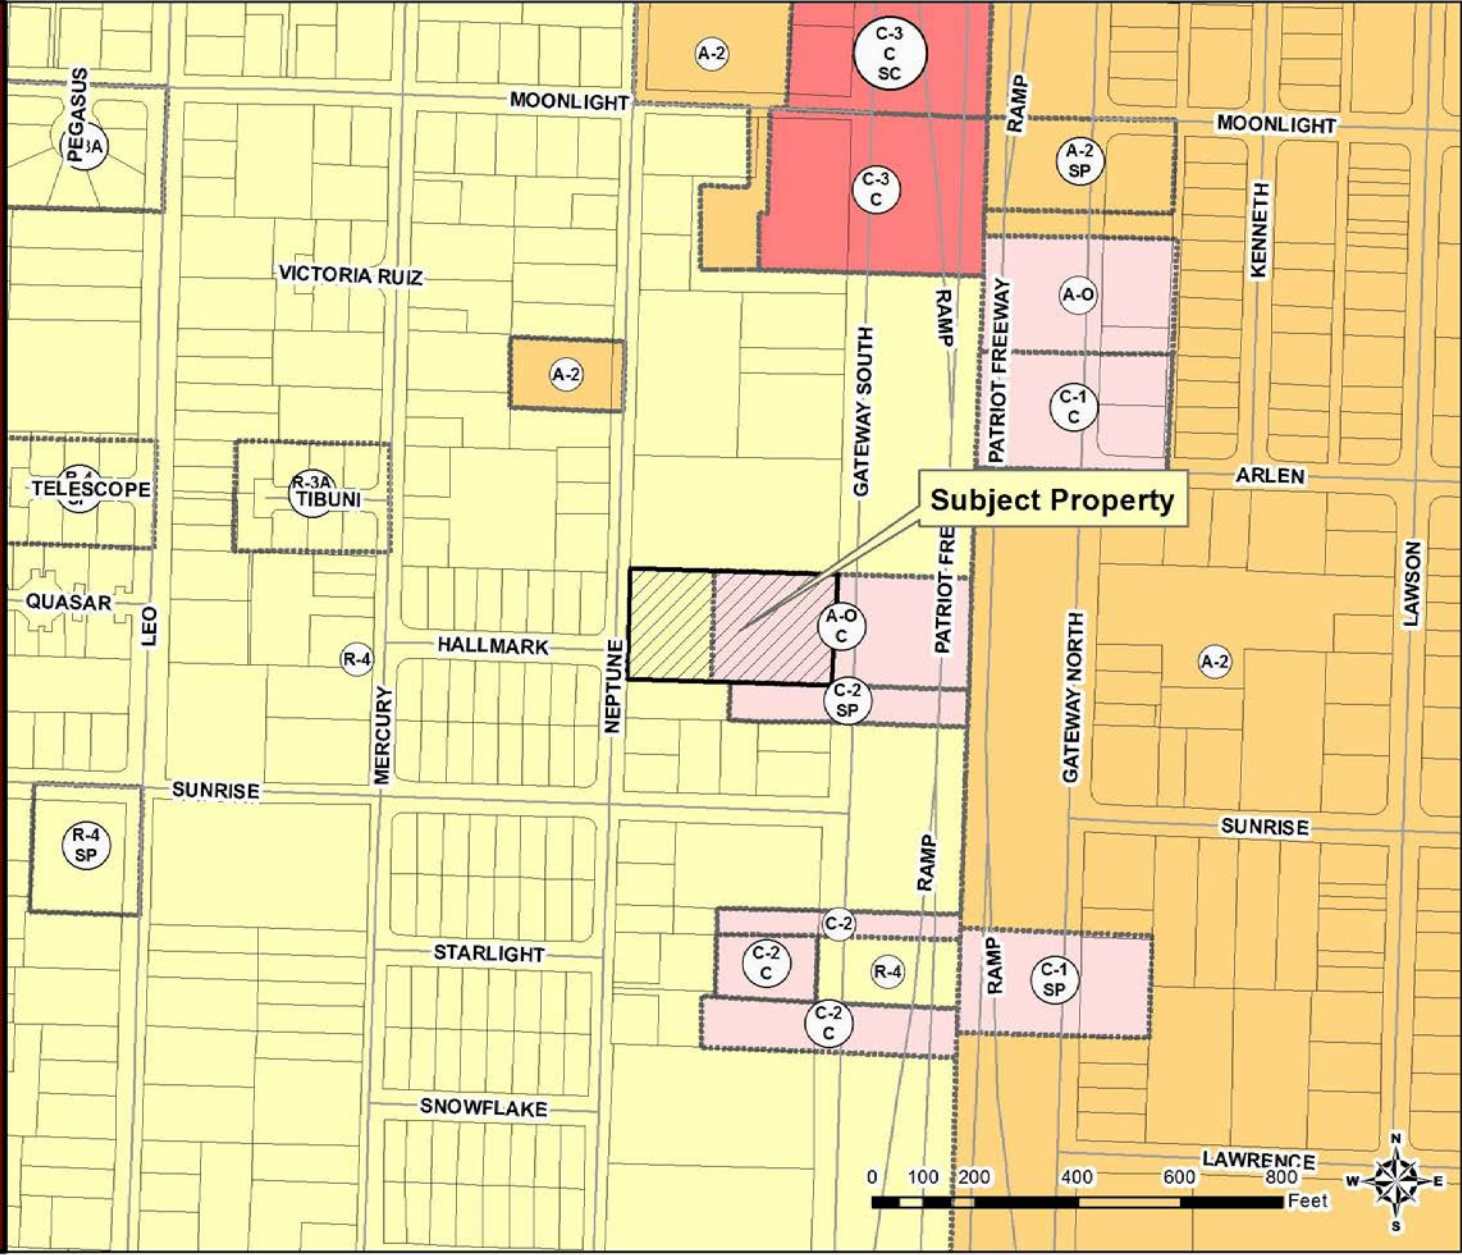 PEGASUS
3A
A-2
C-3
C
SC
RAMP
MOONLIGHT
MOONLIGHT
A-2
SP
C-3
C
KENNETH
VICTORIA RUIZ
A-O
RAMP
PATRIOT FREEWAY
GATEWAY SOUTH
A-2
C-1
C
TELESCOPE
R-3A
TIBUNI
ARLEN
Subject Property
PATRIOT FRE
LAWSON
QUASAR
LEO
HALLMARK
R-4
NEPTUNE
A-O
C
C-2
SP
GATEWAY NORTH
A-2
MERCURY
SUNRISE
SUNRISE
R-4
SP
RAMP
C-2
C-2
C
R-4
RAMP
C-1
SP
STARLIGHT
C-2
C
SNOWFLAKE
LAWRENCE
0 100 200 400 600 800
Feet
N
W E
S